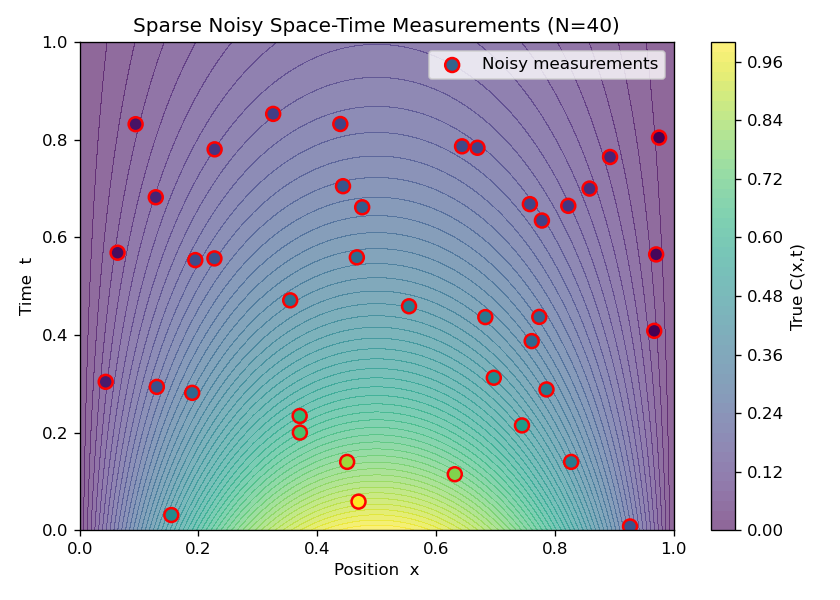 Sparse Noisy Space-Time Measurements (N=40)
Noisy measurements
1.0
0.8
0.6
0.4
0.2
0.0
Time t
0.0 0.2 0.4 0.6 0.8 1.0
Position x
0.96
0.84
0.72
0.60
0.48
0.36
0.24
0.12
0.00
True C(x,t)